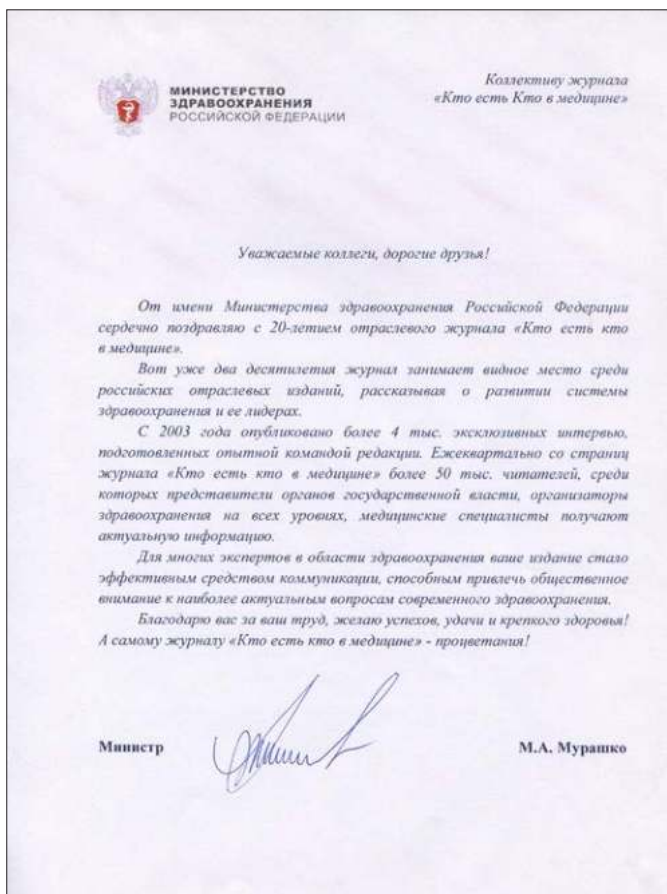 МИНИСТЕРСТВО
ЗДРАВООХРАНЕНИЯ
РОССИЙСКОЙ ФЕДЕРАЦИИ
Коллективу журнала
«Кто есть Кто в медицине»
Уважаемые коллеги, дорогие друзья!
От имени Министерства здравоохранения Российской Федерации
сердечно поздравляю с 20-летием отраслевого журнала «Кто есть кто
в медицине».
Вот уже два десятилетия журнал занимает видное место среди
российских отраслевых изданий, рассказывая о развитии системы
здравоохранения и ее лидерах.
С 2003 года опубликовано более 4 тыс. эксклюзивных интервью,
подготовленных опытной командой редакции. Ежеквартально со страниц
журнала «Кто есть кто в медицине» более 50 тыс. читателей, среди
которых представители органов государственной власти, организаторы
здравоохранения на всех уровнях, медицинские специалисты получают
актуальную информацию.
Для многих экспертов в области здравоохранения ваше издание стало
эффективным средством коммуникации, способным привлечь общественное
внимание к наиболее актуальным вопросам современного здравоохранения.
Благодарю вас за ваш труд, желаю успехов, удачи и крепкого здоровья!
А самому журналу «Кто есть кто в медицине» - процветания!
Министр
М.А. Мурашко